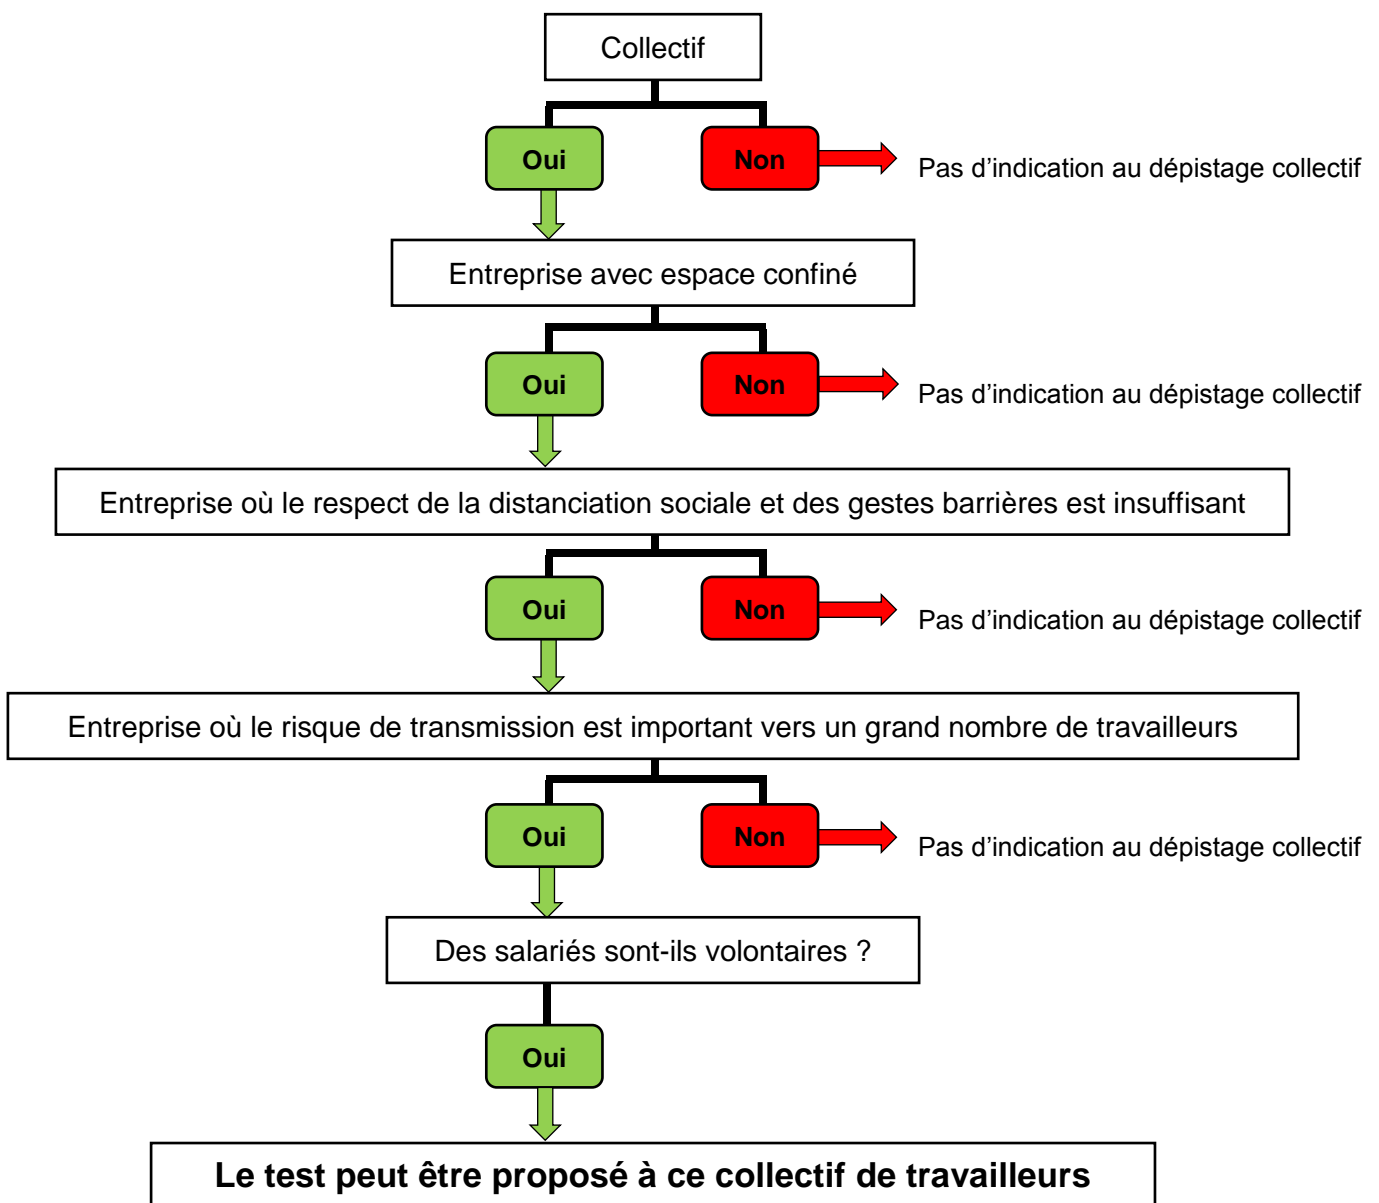 Collectif
Oui
Non
Pas d’indication au dépistage collectif
Entreprise avec espace confiné
Oui
Non
Pas d’indication au dépistage collectif
Entreprise où le respect de la distanciation sociale et des gestes barrières est insuffisant
Oui
Non
Pas d’indication au dépistage collectif
Entreprise où le risque de transmission est important vers un grand nombre de travailleurs
Oui
Non
Pas d’indication au dépistage collectif
Des salariés sont-ils volontaires ?
Oui
Le test peut être proposé à ce collectif de travailleurs